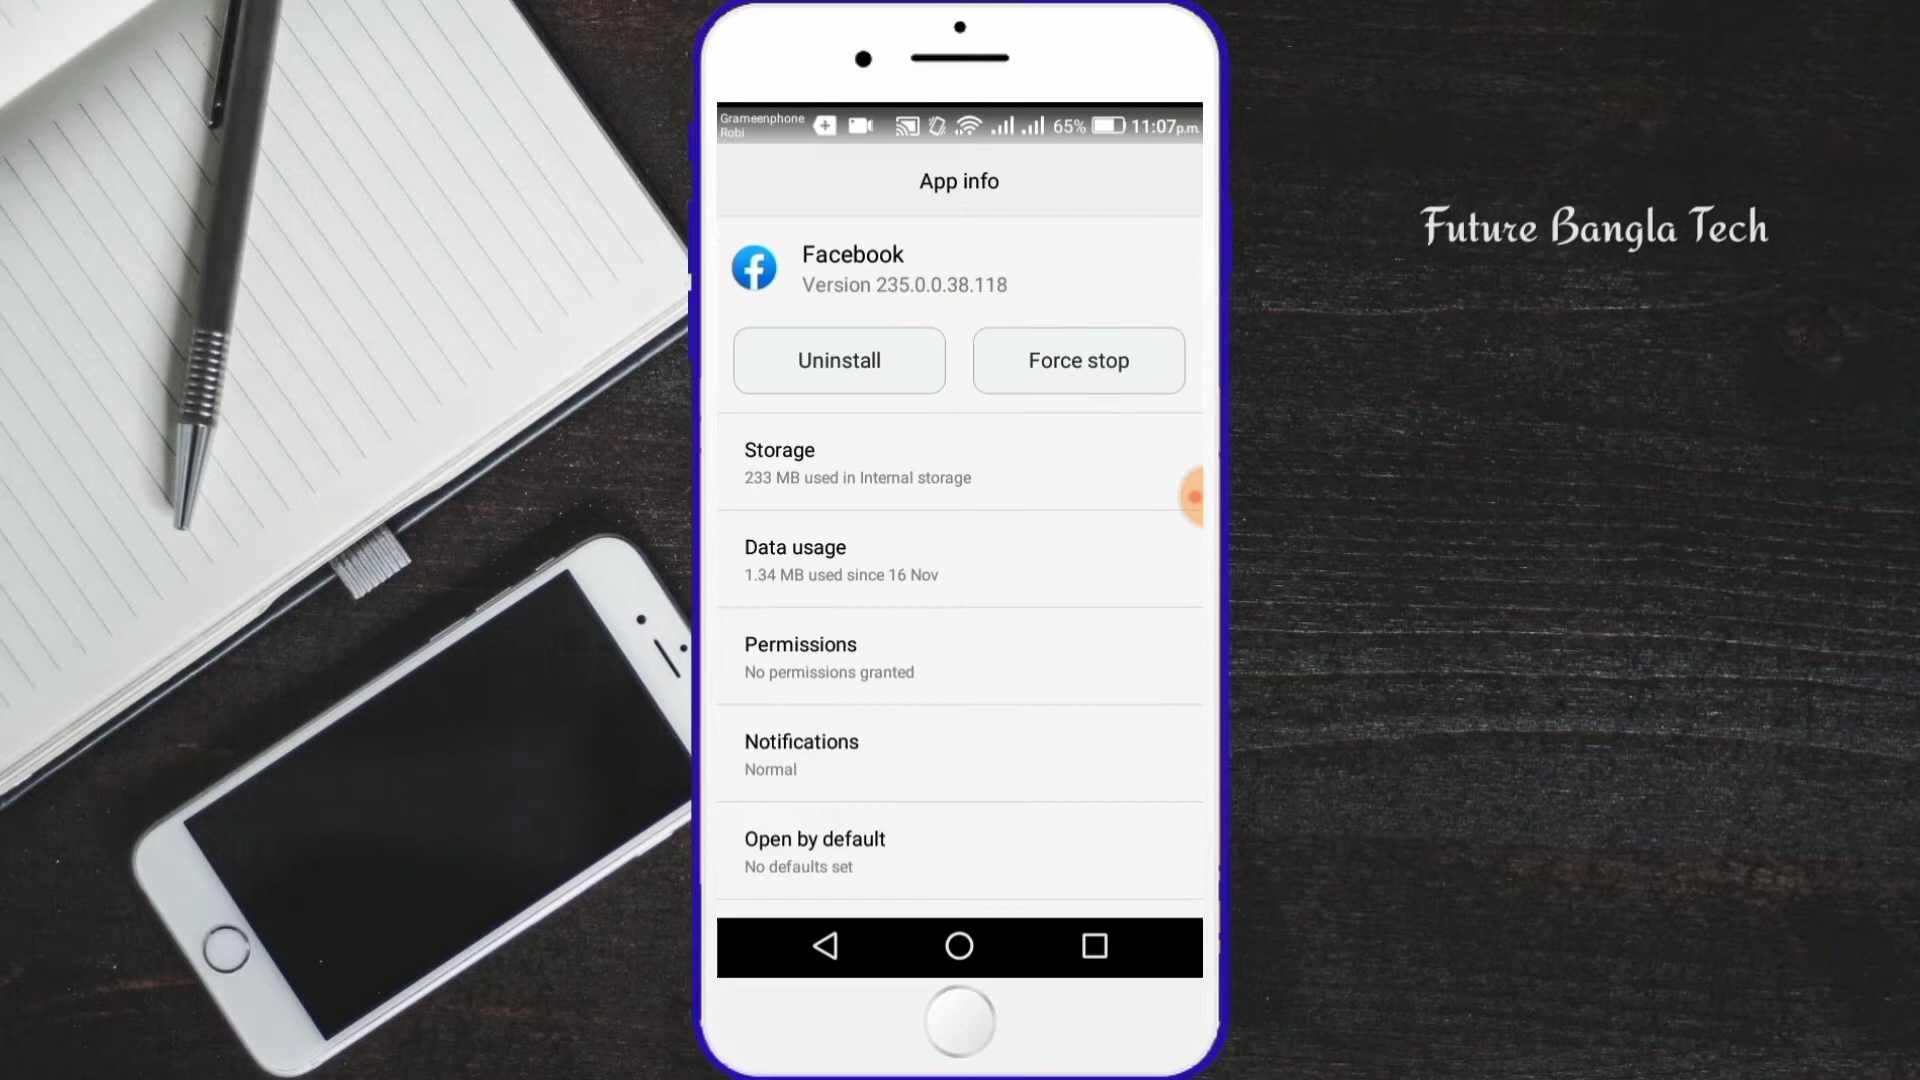 Grameenphone
Robi
65%
11:07p.m.
App info
Facebook
Version 235.0.0.38.118
Uninstall
Force stop
Storage
233 MB used in Internal storage
Data usage
1.34 MB used since 16 Nov
Permissions
No permissions granted
Notifications
Normal
Open by default
No defaults set
Future Bangla Tech